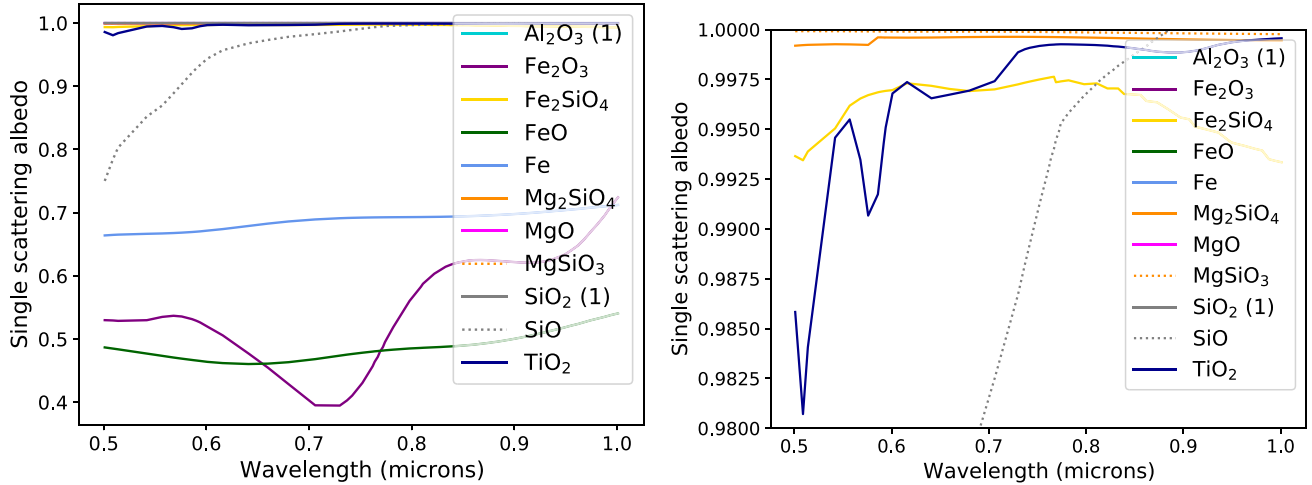 1.0
0.9
0.8
0.7
0.6
0.5
0.4
Single scattering albedo
0.5 0.6 0.7 0.8 0.9 1.0
Wavelength (microns)
Al₂O₃ (1)
Fe₂O₃
Fe₂SiO₄
FeO
Fe
Mg₂SiO₄
MgO
MgSiO₃
SiO₂ (1)
SiO
TiO₂
1.0000
0.9975
0.9950
0.9925
0.9900
0.9875
0.9850
0.9825
0.9800
Single scattering albedo
0.5 0.6 0.7 0.8 0.9 1.0
Wavelength (microns)
Al₂O₃ (1)
Fe₂O₃
Fe₂SiO₄
FeO
Fe
Mg₂SiO₄
MgO
MgSiO₃
SiO₂ (1)
SiO
TiO₂